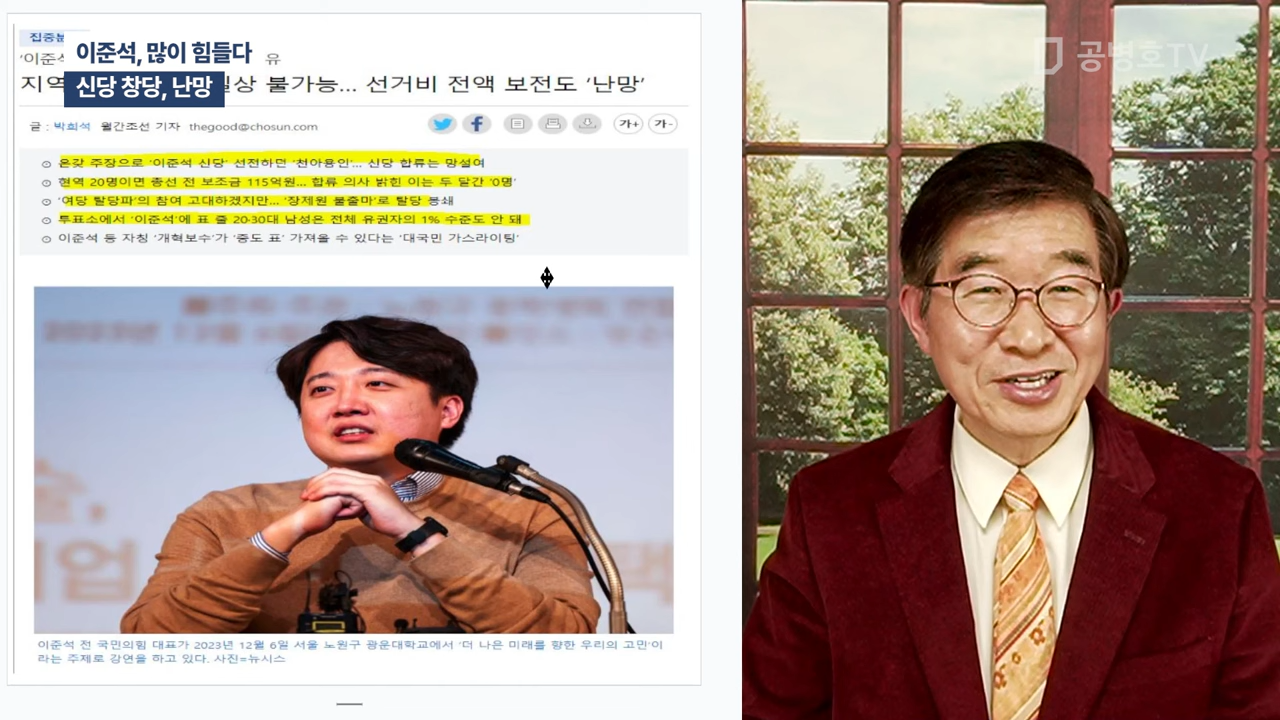 집중분
이준석, 많이 힘들다
'이준석 유
신당 창당, 난망
지역 일상 불가능... 선거비 전액 보전도 '난망'
글 : 박희석 월간조선 기자 thegood@chosun.com
가+ 가-
온갖 주장으로 '이준석 신당' 선전하던 '천아용인'... 신당 합류는 망설여
현역 20명이면 총선 전 보조금 115억원... 합류 의사 밝힌 이는 두 달간 '0명'
'여당 탈당파'의 참여 고대하겠지만... '장제원 불출마'로 탈당 봉쇄
투표소에서 '이준석'에 표 줄 20·30대 남성은 전체 유권자의 1% 수준도 안 돼
이준석 등 자칭 '개혁보수'가 '중도 표' 가져올 수 있다는 '대국민 가스라이팅'
이준석 전 국민의힘 대표가 2023년 12월 6일 서울 노원구 광운대학교에서 '더 나은 미래를 향한 우리의 고민'이
라는 주제로 강연을 하고 있다. 사진=뉴시스
공병호TV